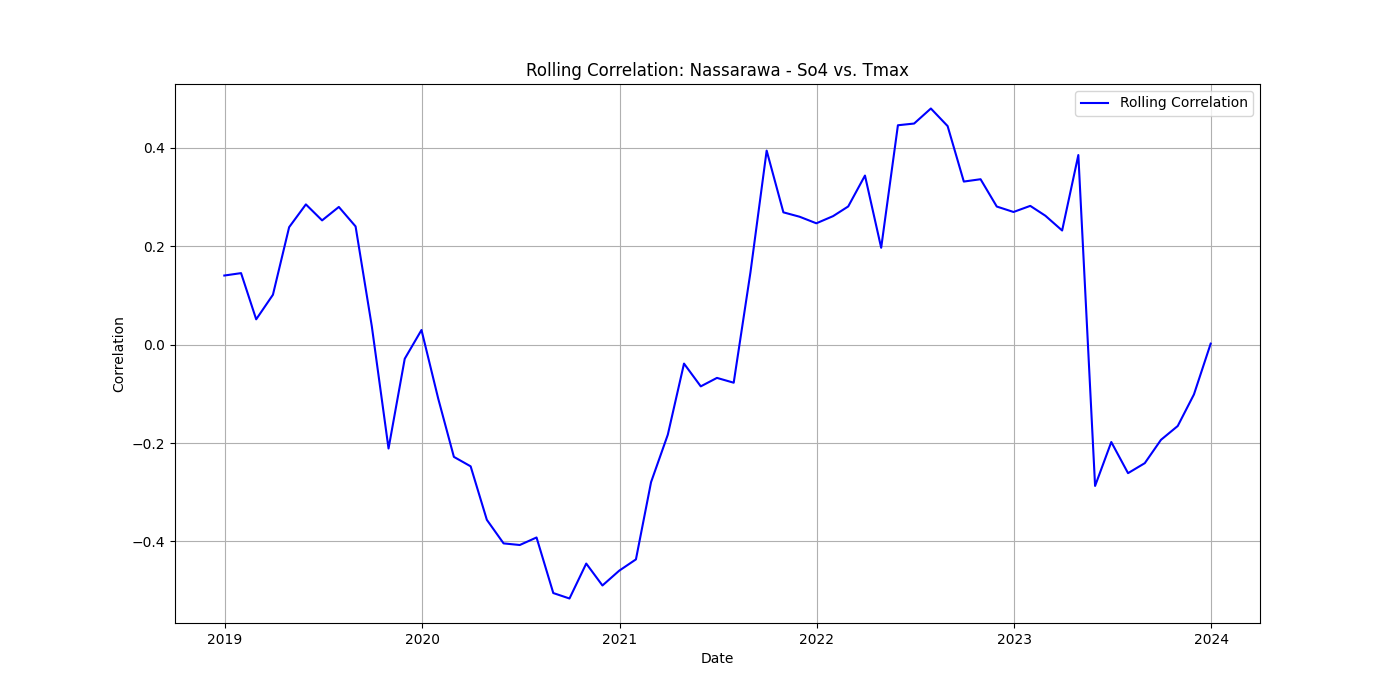 Rolling Correlation: Nassarawa - So4 vs. Tmax
Rolling Correlation
Correlation
0.4
0.2
0.0
−0.2
−0.4
2019 2020 2021 2022 2023 2024
Date